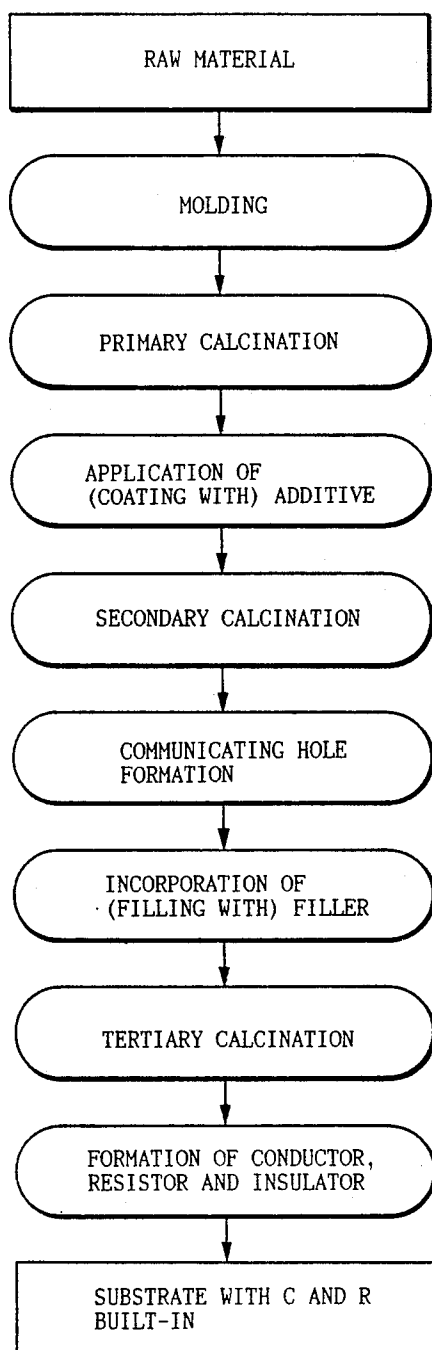 RAW MATERIAL
MOLDING
PRIMARY CALCINATION
APPLICATION OF
(COATING WITH) ADDITIVE
SECONDARY CALCINATION
COMMUNICATING HOLE
FORMATION
INCORPORATION OF
(FILLING WITH) FILLER
TERTIARY CALCINATION
FORMATION OF CONDUCTOR,
RESISTOR AND INSULATOR
SUBSTRATE WITH C AND R
BUILT-IN